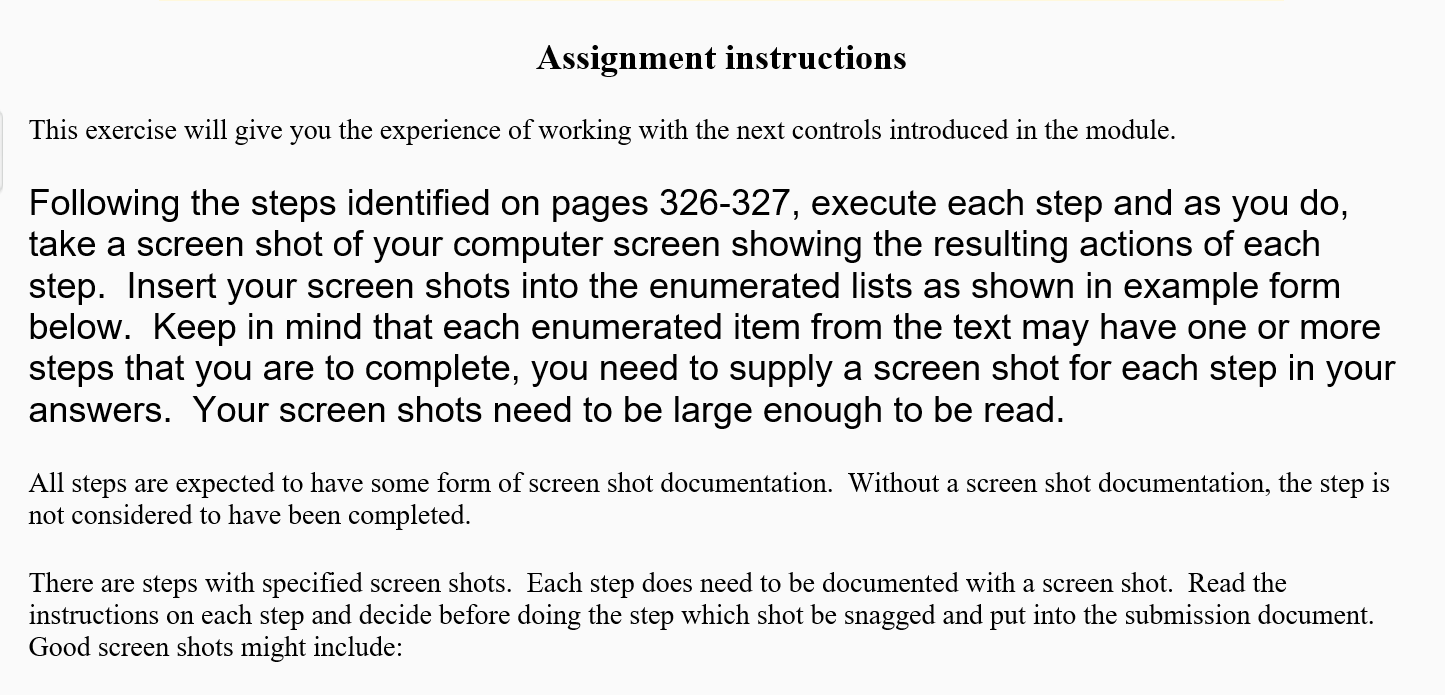 Assignment instructions
This exercise will give you the experience of working with the next controls introduced in the module.
Following the steps identified on pages 326-327, execute each step and as you do,
take a screen shot of your computer screen showing the resulting actions of each
step.  Insert your screen shots into the enumerated lists as shown in example form
below.  Keep in mind that each enumerated item from the text may have one or more
steps that you are to complete, you need to supply a screen shot for each step in your
answers.  Your screen shots need to be large enough to be read.
All steps are expected to have some form of screen shot documentation.  Without a screen shot documentation, the step is
not considered to have been completed.
There are steps with specified screen shots.  Each step does need to be documented with a screen shot.  Read the
instructions on each step and decide before doing the step which shot be snagged and put into the submission document.
Good screen shots might include: